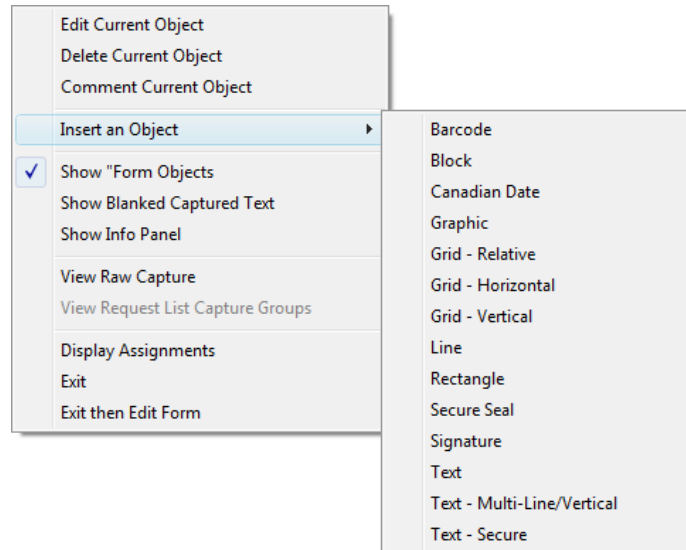 Edit Current Object
Delete Current Object
Comment Current Object
Insert an Object
Show "Form Objects
Show Blanked Captured Text
Show Info Panel
View Raw Capture
View Request List Capture Groups
Display Assignments
Exit
Exit then Edit Form
Barcode
Block
Canadian Date
Graphic
Grid - Relative
Grid - Horizontal
Grid - Vertical
Line
Rectangle
Secure Seal
Signature
Text
Text - Multi-Line/Vertical
Text - Secure